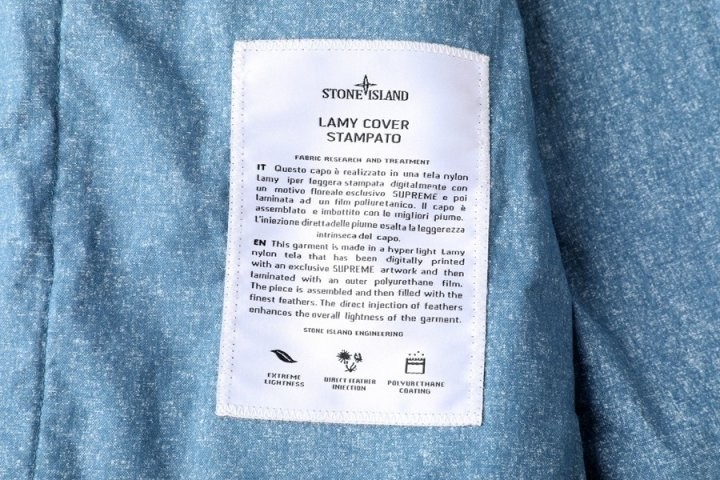 STONE ISLAND
LAMY COVER
STAMPATO
FABRIC RESEARCH AND TREATMENT
IT Questo capo è realizzato in una tela nylon
Lamy iper leggera stampata digitalmente con
un motivo floreale esclusivo SUPREME e poi
laminata ad un film poliuretanico. Il capo è
assemblato e imbottito con le migliori piume.
L'iniezione diretta delle piume esalta la leggerezza
intrinseca del capo.
EN This garment is made in a hyper light Lamy
nylon tela that has been digitally printed
with an exclusive SUPREME artwork and then
laminated with an outer polyurethane film.
The piece is assembled and then filled with the
finest feathers. The direct injection of feathers
enhances the overall lightness of the garment.
STONE ISLAND ENGINEERING
EXTREME
LIGHTNESS
DIRECT FEATHER
INJECTION
POLYURETHANE
COATING